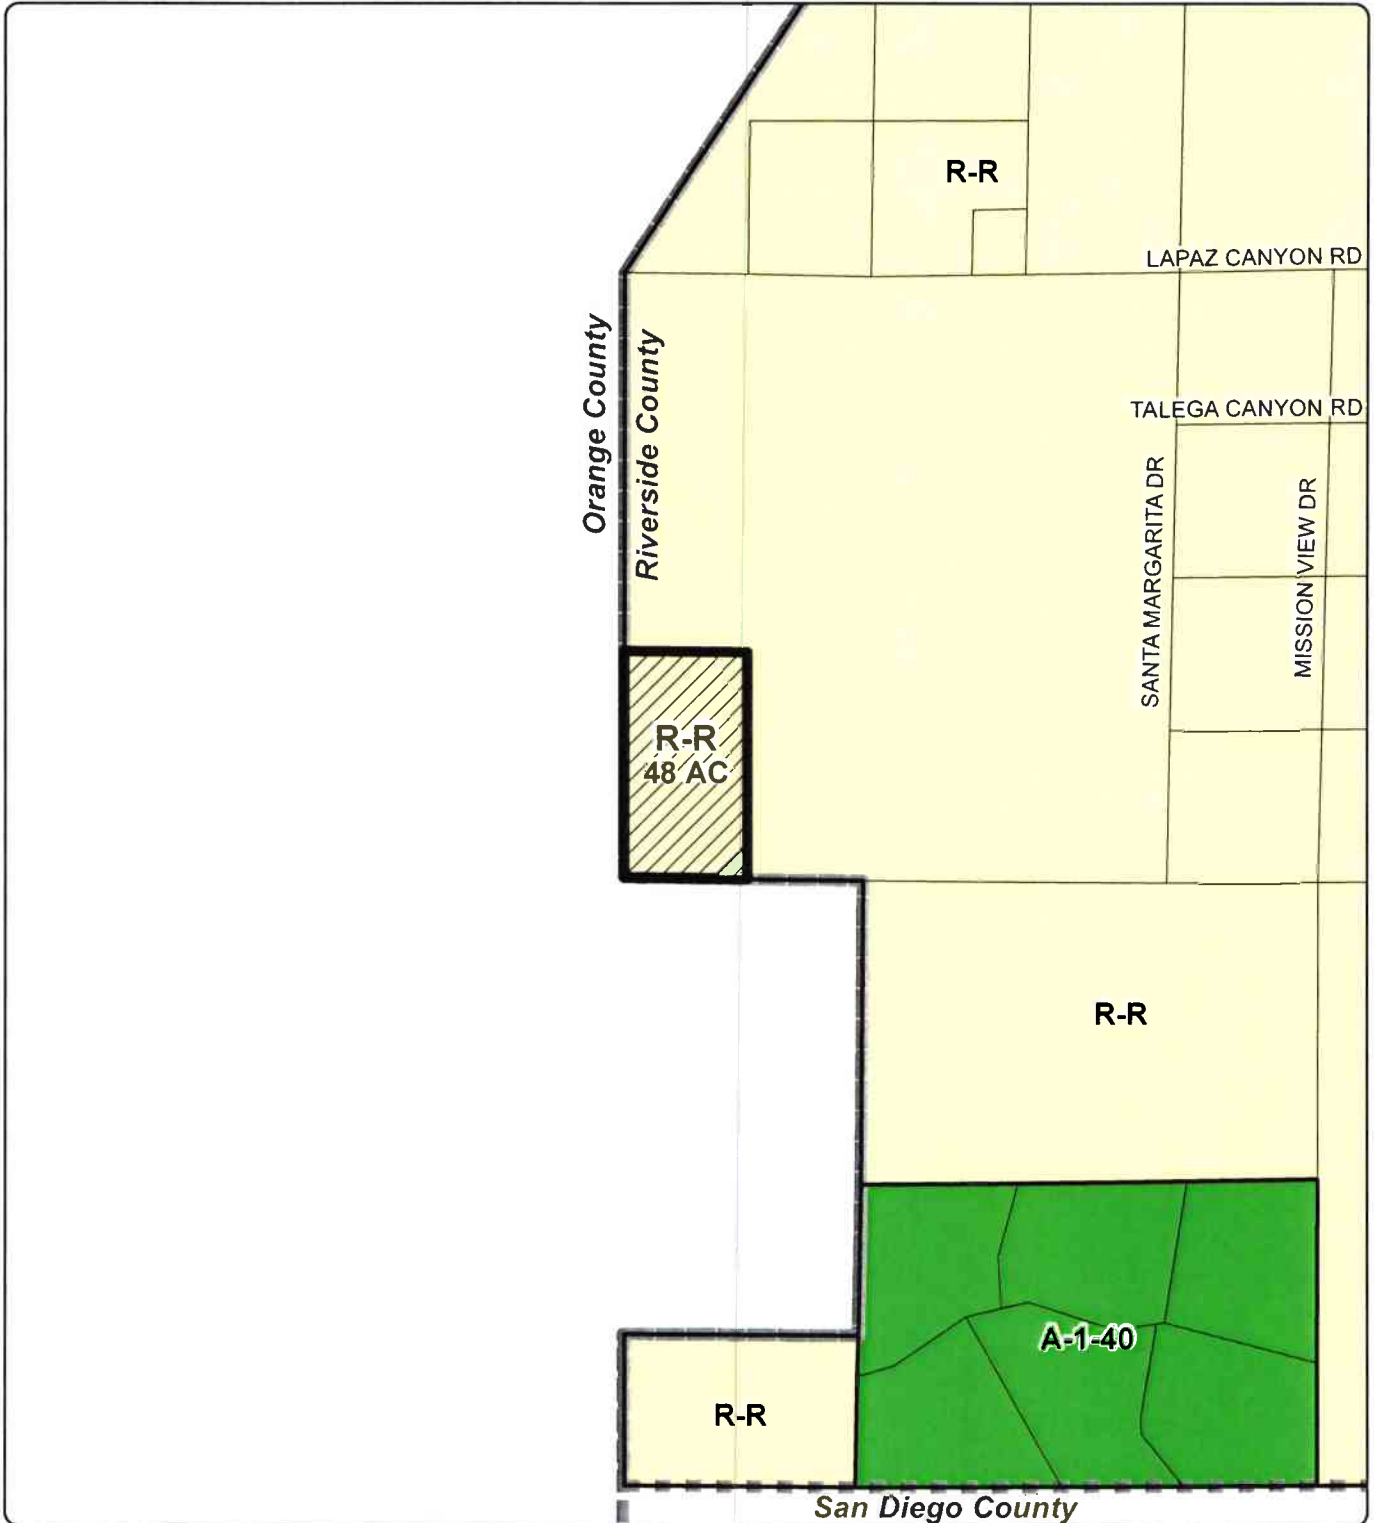 R-R
LAPAZ CANYON RD
Orange County
Riverside County
TALEGA CANYON RD
SANTA MARGARITA DR
MISSION VIEW DR
R-R
48 AC
R-R
A-1-40
R-R
San Diego County